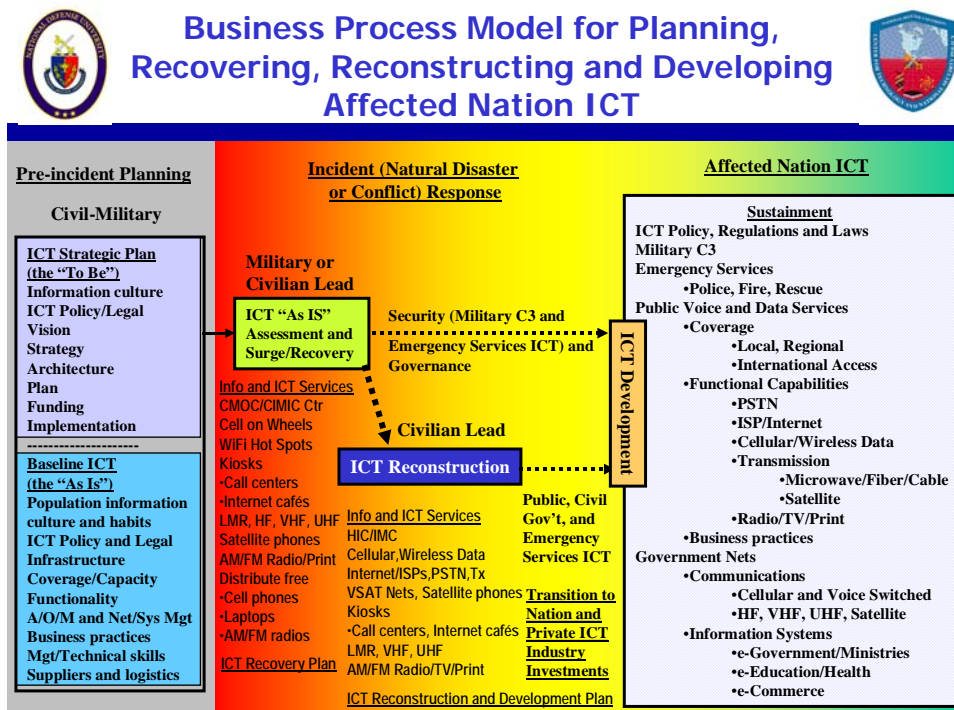 Business Process Model for Planning,
Recovering, Reconstructing and Developing
Affected Nation ICT
Pre-incident Planning
Civil-Military
ICT Strategic Plan
(the “To Be”)
Information culture
ICT Policy/Legal
Vision
Strategy
Architecture
Plan
Funding
Implementation
---------------------
Baseline ICT
(the “As Is”)
Population information
culture and habits
ICT Policy and Legal
Infrastructure
Coverage/Capacity
Functionality
A/O/M and Net/Sys Mgt
Business practices
Mgt/Technical skills
Suppliers and logistics
Incident (Natural Disaster
or Conflict) Response
Military or
Civilian Lead
ICT “As IS”
Assessment and
Surge/Recovery
Info and ICT Services
CMOC/CIMIC Ctr
Cell on Wheels
WiFi Hot Spots
Kiosks
•Call centers
•Internet cafés
LMR, HF, VHF, UHF
Satellite phones
AM/FM Radio/Print
Distribute free
•Cell phones
•Laptops
•AM/FM radios
ICT Recovery Plan
Security (Military C3 and
Emergency Services ICT) and
Governance
Civilian Lead
ICT Reconstruction
Info and ICT Services
HIC/IMC
Cellular,Wireless Data
Internet/ISPs,PSTN,Tx
VSAT Nets, Satellite phones
Kiosks
•Call centers, Internet cafés
LMR, VHF, UHF
AM/FM Radio/TV/Print
ICT Reconstruction and Development Plan
Public, Civil
Gov’t, and
Emergency
Services ICT
Transition to
Nation and
Private ICT
Industry
Investments
ICT Development
Affected Nation ICT
Sustainment
ICT Policy, Regulations and Laws
Military C3
Emergency Services
•Police, Fire, Rescue
Public Voice and Data Services
•Coverage
•Local, Regional
•International Access
•Functional Capabilities
•PSTN
•ISP/Internet
•Cellular/Wireless Data
•Transmission
•Microwave/Fiber/Cable
•Satellite
•Radio/TV/Print
•Business practices
Government Nets
•Communications
•Cellular and Voice Switched
•HF, VHF, UHF, Satellite
•Information Systems
•e-Government/Ministries
•e-Education/Health
•e-Commerce
NATIONAL DEFENSE UNIVERSITY